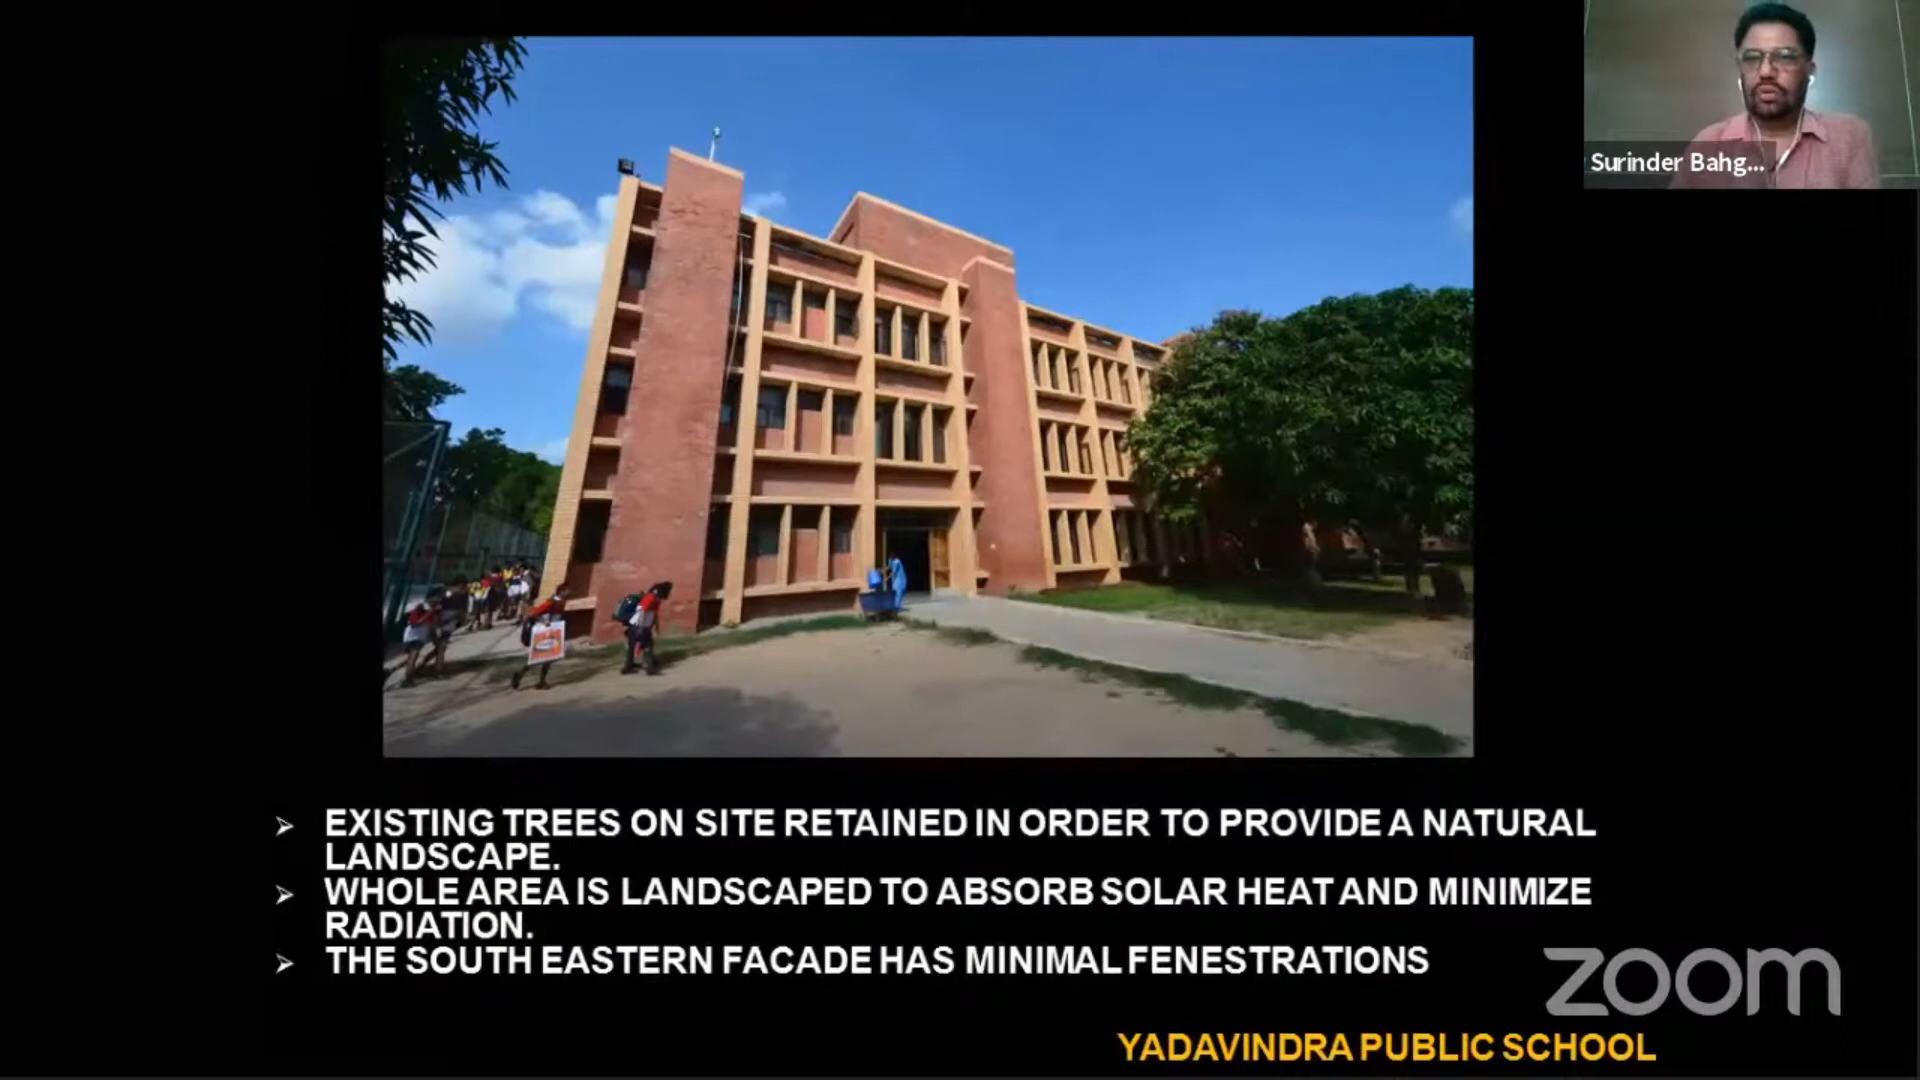 Surinder Bahg...
EXISTING TREES ON SITE RETAINED IN ORDER TO PROVIDE A NATURAL
LANDSCAPE.
WHOLE AREA IS LANDSCAPED TO ABSORB SOLAR HEAT AND MINIMIZE
RADIATION.
THE SOUTH EASTERN FACADE HAS MINIMAL FENESTRATIONS
zoom
YADAVINDRA PUBLIC SCHOOL